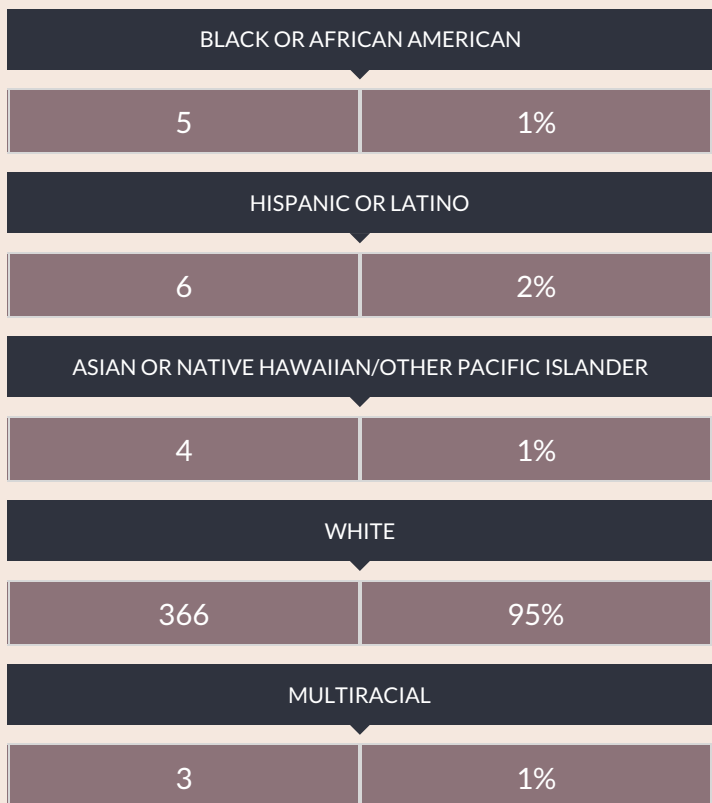 BLACK OR AFRICAN AMERICAN
5 1%
HISPANIC OR LATINO
6 2%
ASIAN OR NATIVE HAWAIIAN/OTHER PACIFIC ISLANDER
4 1%
WHITE
366 95%
MULTIRACIAL
3 1%